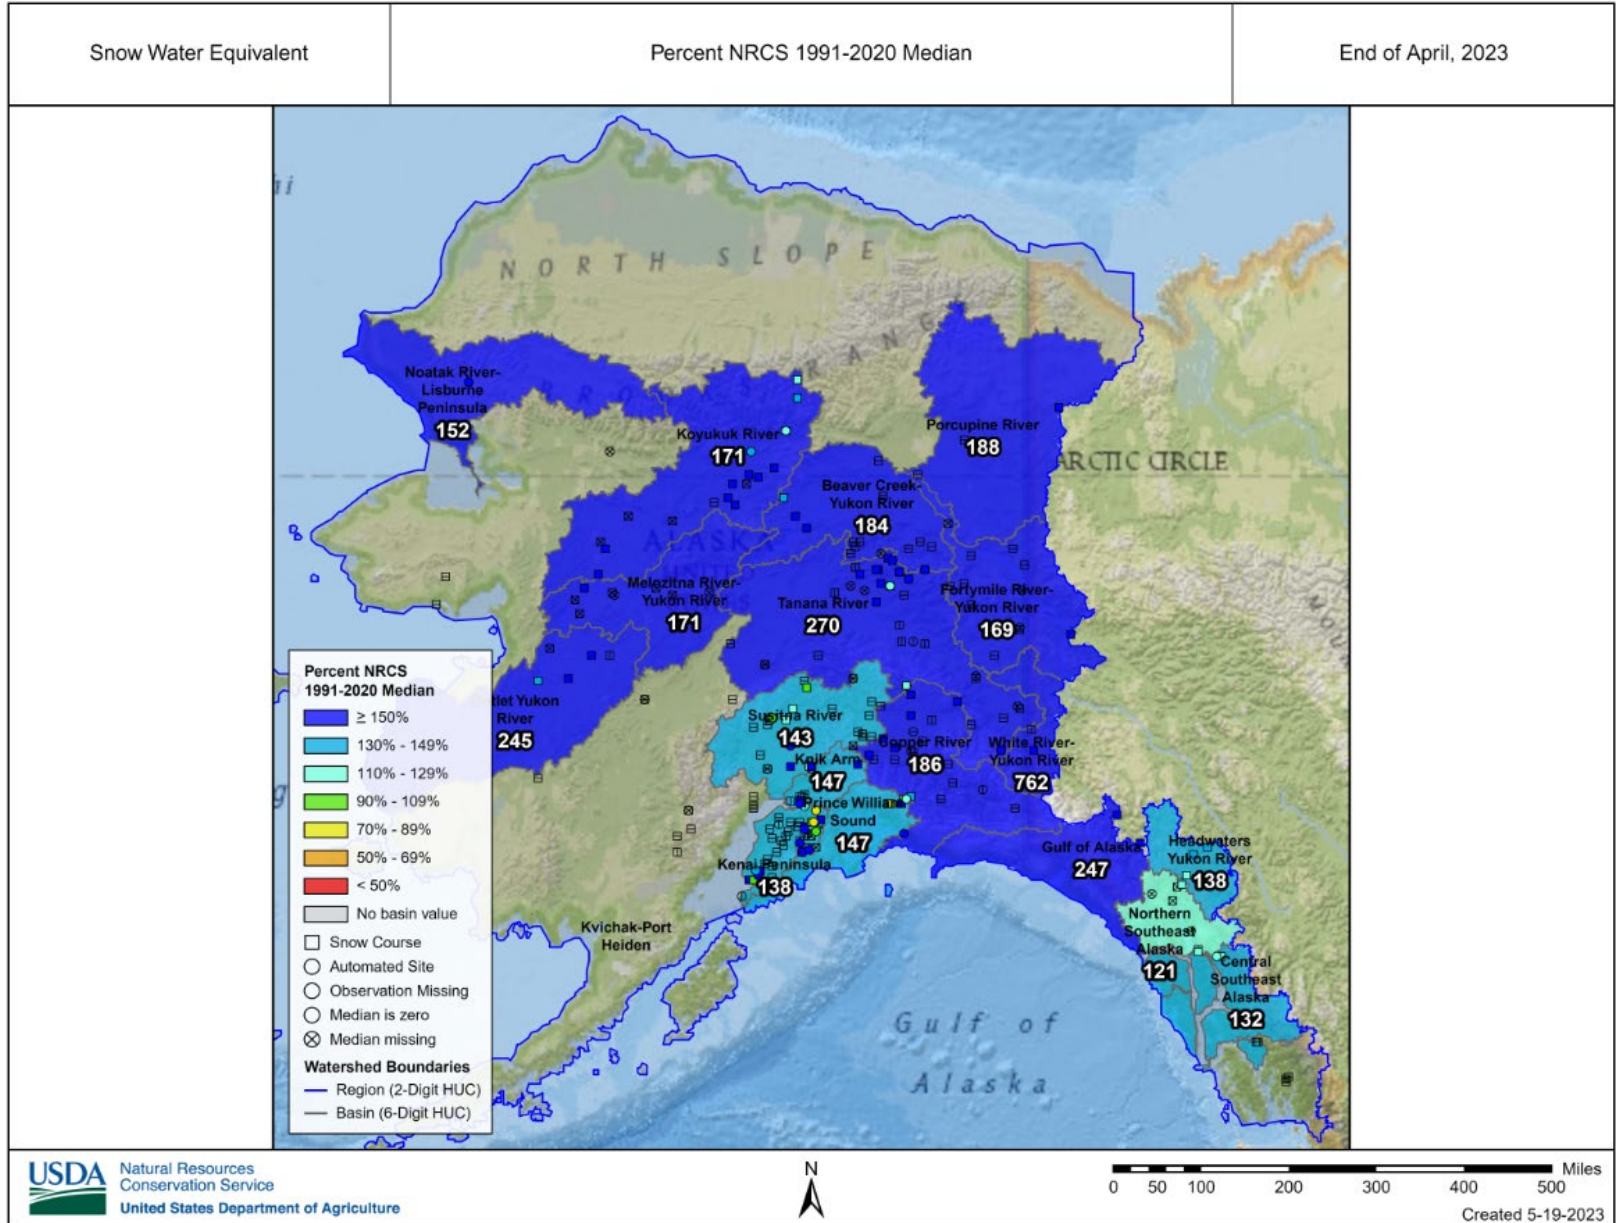 Snow Water Equivalent
Percent NRCS 1991-2020 Median
End of April, 2023
NORTH SLOPE
BROOKS RANGE
Noatak River-
Lisburne
Peninsula
152
Koyukuk River
171
Porcupine River
188
ARCTIC CIRCLE
Beaver Creek-
Yukon River
184
ALASKA
UNITED
Melozitna River-
Yukon River
171
Tanana River
270
Fortymile River-
Yukon River
169
tlet Yukon
River
245
Susitna River
143
Knik Arm
147
Copper River
186
White River-
Yukon River
762
Prince Willia
Sound
147
Kenai Peninsula
138
Gulf of Alaska
247
Headwaters
Yukon River
138
Northern
Southeast
Alaska
121
Central
Southeast
Alaska
132
Kvichak-Port
Heiden
Gulf of
Alaska
Percent NRCS
1991-2020 Median
≥ 150%
130% - 149%
110% - 129%
90% - 109%
70% - 89%
50% - 69%
< 50%
No basin value
Snow Course
Automated Site
Observation Missing
Median is zero
Median missing
Watershed Boundaries
Region (2-Digit HUC)
Basin (6-Digit HUC)
USDA
Natural Resources
Conservation Service
United States Department of Agriculture
N
Miles
0 50 100 200 300 400 500
Created 5-19-2023